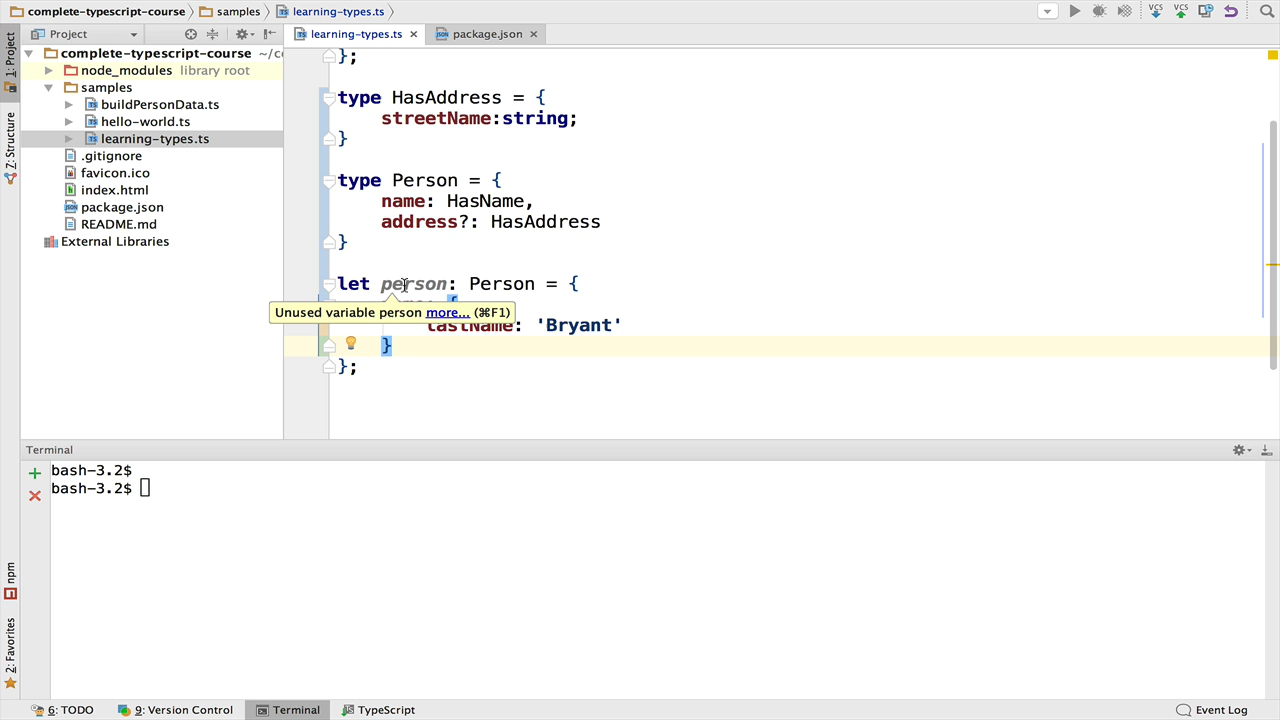 complete-typescript-course samples learning-types.ts
VCS VCS
Project
learning-types.ts package.json
1: Project
Z: Structure
npm
2: Favorites
complete-typescript-course
node_modules library root
samples
buildPersonData.ts
hello-world.ts
learning-types.ts
.gitignore
favicon.ico
index.html
package.json
README.md
External Libraries
};
type HasAddress = {
streetName:string;
}
type Person = {
name: HasName,
address?: HasAddress
}
let person: Person = {
Unused variable person more... (⌘F1)
lastName: 'Bryant'
}
};
Terminal
bash-3.2$
bash-3.2$
6: TODO 9: Version Control Terminal TypeScript Event Log